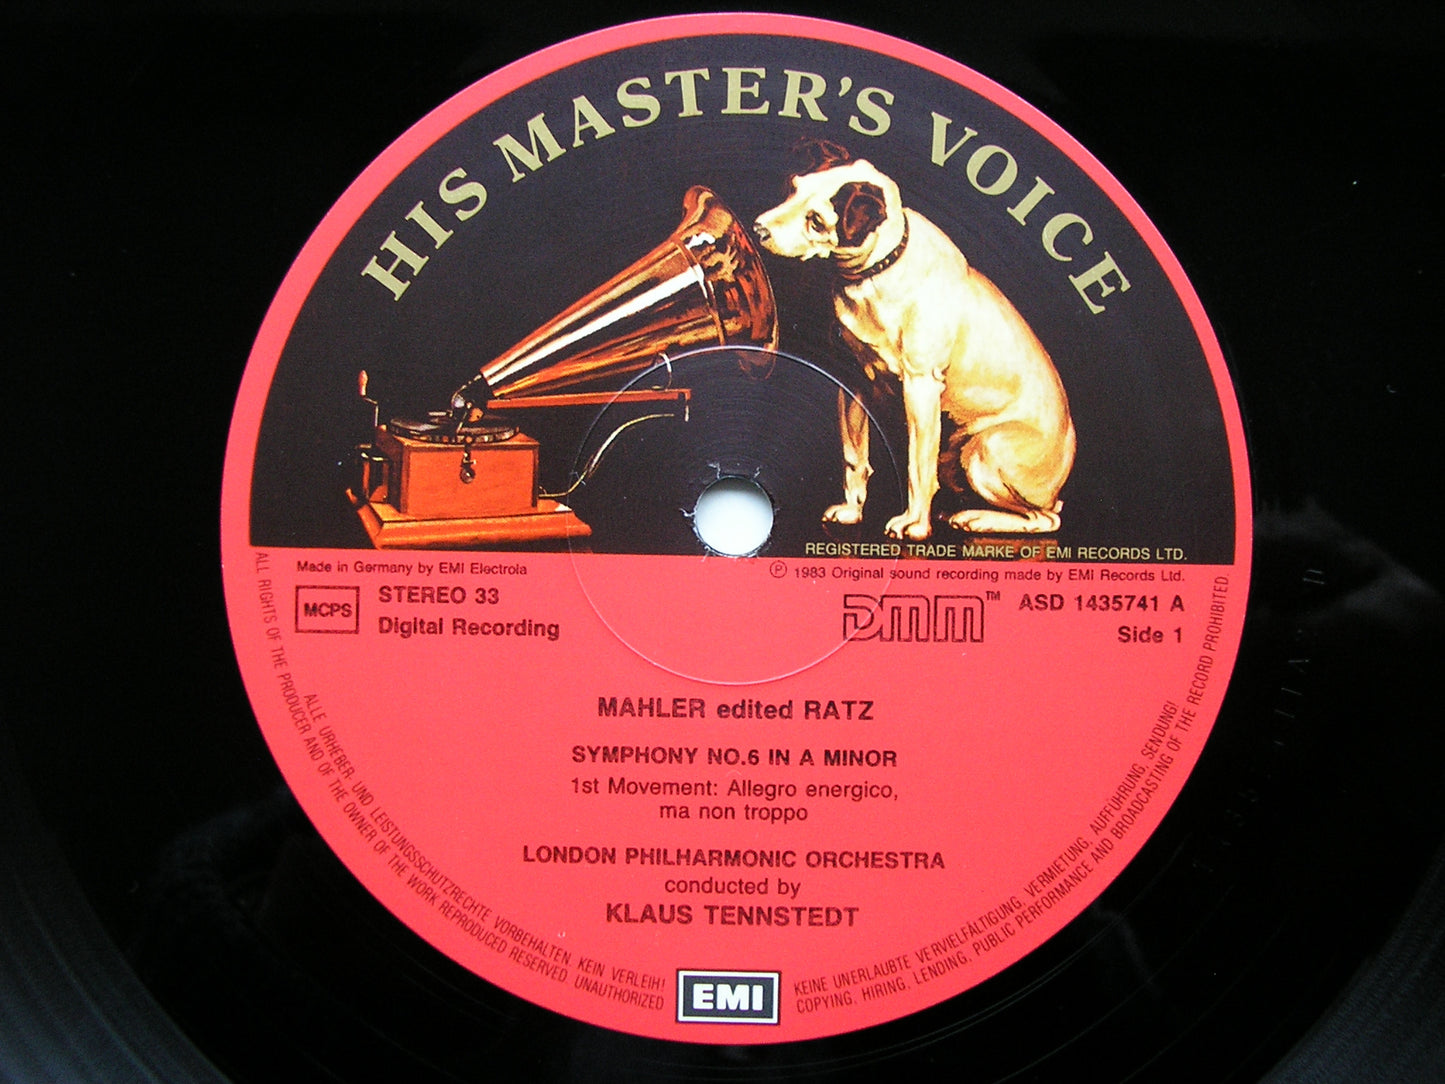 HIS MASTER'S VOICE
REGISTERED TRADE MARKE OF EMI RECORDS LTD.
Made in Germany by EMI Electrola
Ⓟ 1983 Original sound recording made by EMI Records Ltd.
MCPS
STEREO 33
Digital Recording
DMM™
ASD 1435741 A
Side 1
MAHLER edited RATZ
SYMPHONY NO.6 IN A MINOR
1st Movement: Allegro energico,
ma non troppo
LONDON PHILHARMONIC ORCHESTRA
conducted by
KLAUS TENNSTEDT
EMI
ALLE URHEBER- UND LEISTUNGSSCHUTZRECHTE VORBEHALTEN. KEIN VERLEIH! KEINE UNERLAUBTE VERVIELFÄLTIGUNG, VERMIETUNG, AUFFÜHRUNG, SENDUNG!
ALL RIGHTS OF THE PRODUCER AND OF THE OWNER OF THE WORK REPRODUCED RESERVED. UNAUTHORIZED COPYING, HIRING, LENDING, PUBLIC PERFORMANCE AND BROADCASTING OF THE RECORD PROHIBITED.